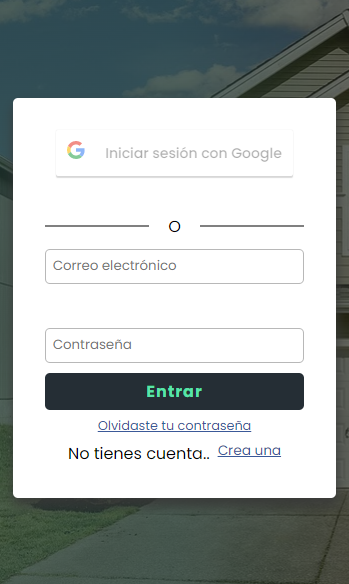 Iniciar sesión con Google
O
Correo electrónico
Contraseña
Entrar
Olvidaste tu contraseña
No tienes cuenta.. Crea una